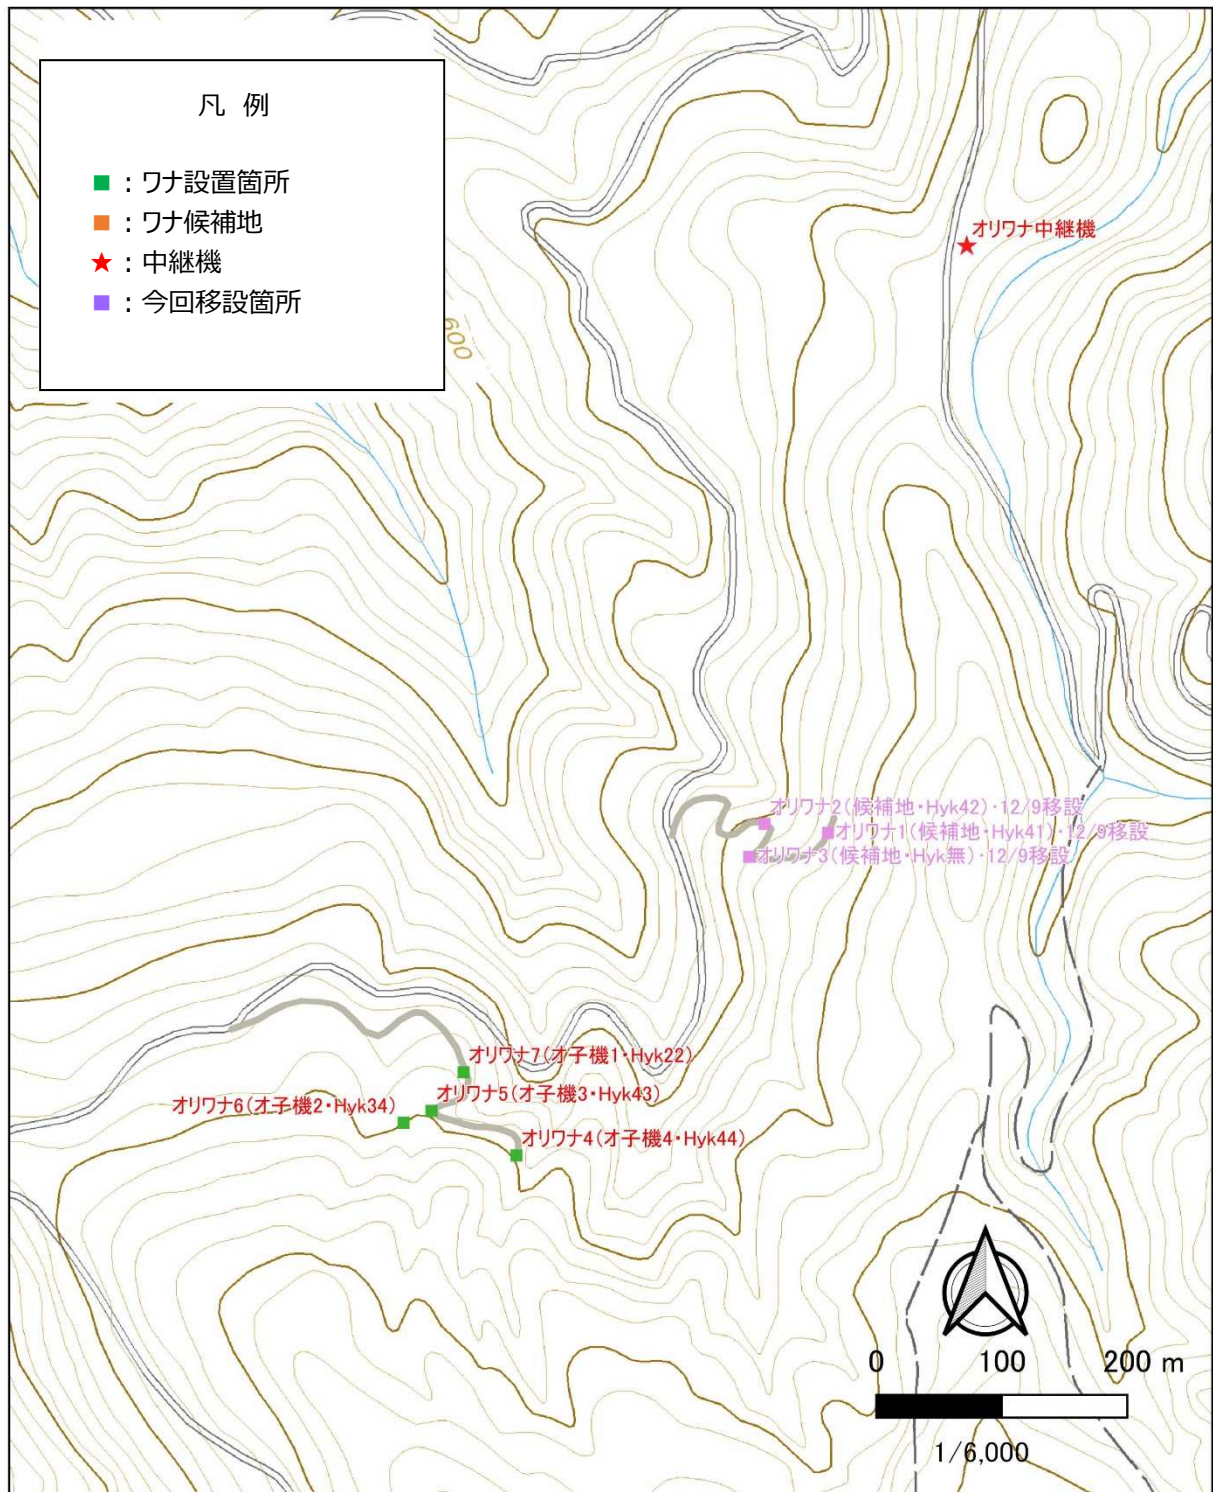 凡 例
■：ワナ設置箇所
■：ワナ候補地
★：中継機
■：今回移設箇所
600
オリワナ中継機
オリワナ2(候補地・Hyk42)・12/9移設
オリワナ1(候補地・Hyk41)・12/9移設
オリワナ3(候補地・Hyk無)・12/9移設
オリワナ7(オ子機1・Hyk22)
オリワナ5(オ子機3・Hyk43)
オリワナ6(オ子機2・Hyk34)
オリワナ4(オ子機4・Hyk44)
0 100 200 m
1/6,000